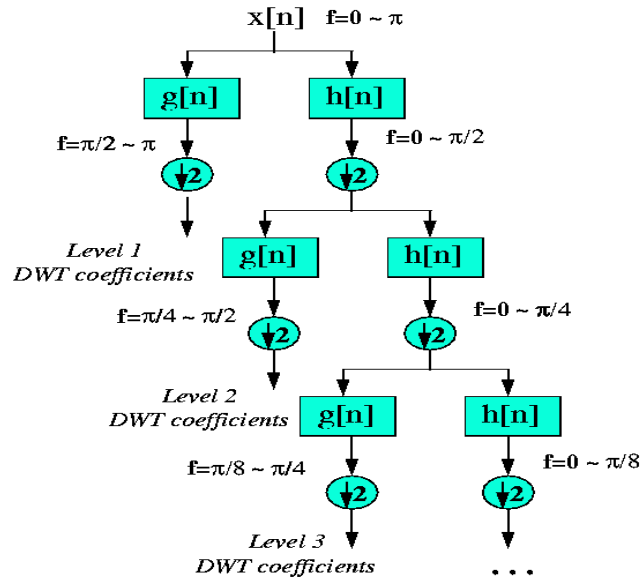 x[n] f=0 ~ π
g[n] h[n]
f=π/2 ~ π f=0 ~ π/2
↓2 ↓2
Level 1
DWT coefficients
g[n] h[n]
f=π/4 ~ π/2 f=0 ~ π/4
↓2 ↓2
Level 2
DWT coefficients
g[n] h[n]
f=π/8 ~ π/4 f=0 ~ π/8
↓2 ↓2
Level 3
DWT coefficients
. . .